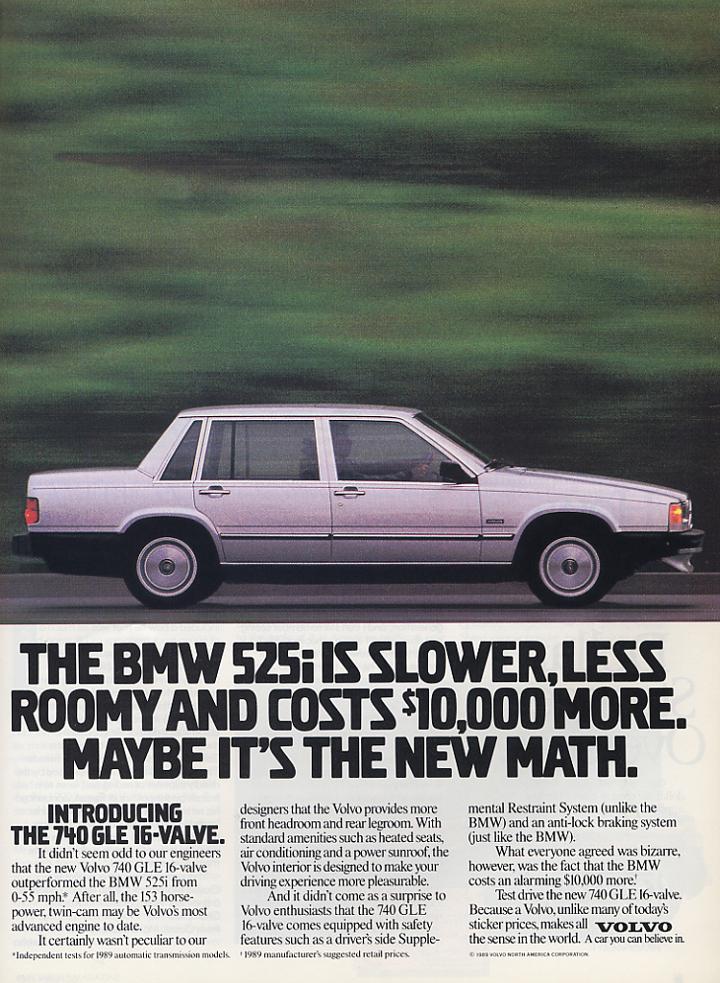 THE BMW 525i IS SLOWER, LESS
ROOMY AND COSTS $10,000 MORE.
MAYBE IT'S THE NEW MATH.
INTRODUCING
THE 740 GLE 16-VALVE.
It didn't seem odd to our engineers
that the new Volvo 740 GLE 16-valve
outperformed the BMW 525i from
0-55 mph.* After all, the 153 horse-
power, twin-cam may be Volvo's most
advanced engine to date.
It certainly wasn't peculiar to our
designers that the Volvo provides more
front headroom and rear legroom. With
standard amenities such as heated seats,
air conditioning and a power sunroof, the
Volvo interior is designed to make your
driving experience more pleasurable.
And it didn't come as a surprise to
Volvo enthusiasts that the 740 GLE
16-valve comes equipped with safety
features such as a driver's side Supple-
mental Restraint System (unlike the
BMW) and an anti-lock braking system
(just like the BMW).
What everyone agreed was bizarre,
however, was the fact that the BMW
costs an alarming $10,000 more.†
Test drive the new 740 GLE 16-valve.
Because a Volvo, unlike many of today's
sticker prices, makes all
the sense in the world.
VOLVO
A car you can believe in.
*Independent tests for 1989 automatic transmission models. †1989 manufacturer's suggested retail prices.
© 1989 VOLVO NORTH AMERICA CORPORATION.